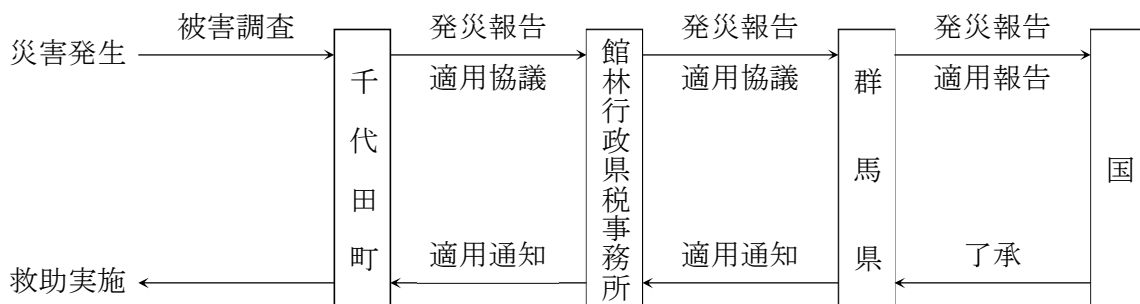 災害発生
被害調査
千代田町
発災報告
適用協議
館林行政県税事務所
発災報告
適用協議
群馬県
発災報告
適用報告
国
救助実施
適用通知
適用通知
了承